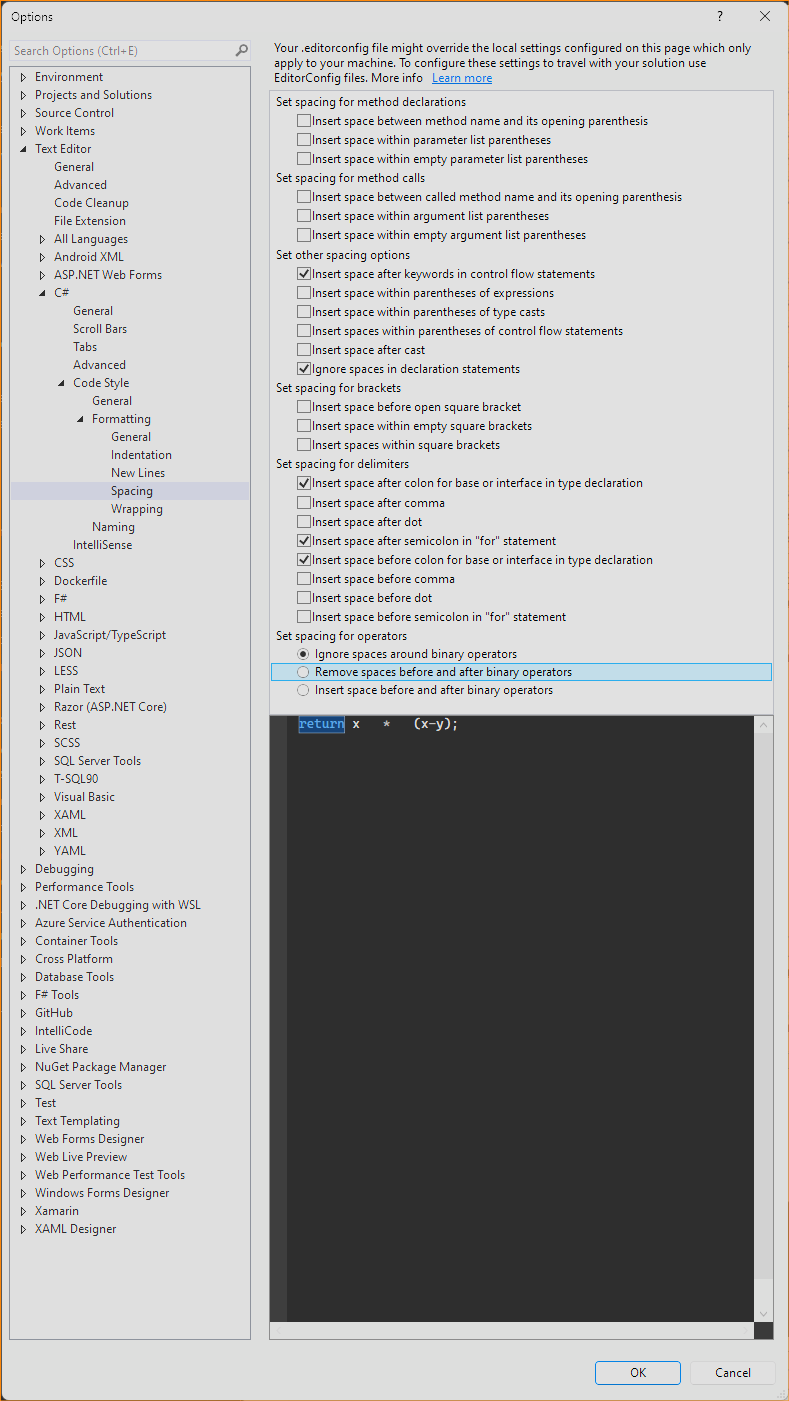 Options
?
Search Options (Ctrl+E)
Environment
Projects and Solutions
Source Control
Work Items
Text Editor
General
Advanced
Code Cleanup
File Extension
All Languages
Android XML
ASP.NET Web Forms
C#
General
Scroll Bars
Tabs
Advanced
Code Style
General
Formatting
General
Indentation
New Lines
Spacing
Wrapping
Naming
IntelliSense
CSS
Dockerfile
F#
HTML
JavaScript/TypeScript
JSON
LESS
Plain Text
Razor (ASP.NET Core)
Rest
SCSS
SQL Server Tools
T-SQL90
Visual Basic
XAML
XML
YAML
Debugging
Performance Tools
.NET Core Debugging with WSL
Azure Service Authentication
Container Tools
Cross Platform
Database Tools
F# Tools
GitHub
IntelliCode
Live Share
NuGet Package Manager
SQL Server Tools
Test
Text Templating
Web Forms Designer
Web Live Preview
Web Performance Test Tools
Windows Forms Designer
Xamarin
XAML Designer
Your .editorconfig file might override the local settings configured on this page which only
apply to your machine. To configure these settings to travel with your solution use
EditorConfig files. More info Learn more
Set spacing for method declarations
Insert space between method name and its opening parenthesis
Insert space within parameter list parentheses
Insert space within empty parameter list parentheses
Set spacing for method calls
Insert space between called method name and its opening parenthesis
Insert space within argument list parentheses
Insert space within empty argument list parentheses
Set other spacing options
Insert space after keywords in control flow statements
Insert space within parentheses of expressions
Insert space within parentheses of type casts
Insert spaces within parentheses of control flow statements
Insert space after cast
Ignore spaces in declaration statements
Set spacing for brackets
Insert space before open square bracket
Insert space within empty square brackets
Insert spaces within square brackets
Set spacing for delimiters
Insert space after colon for base or interface in type declaration
Insert space after comma
Insert space after dot
Insert space after semicolon in "for" statement
Insert space before colon for base or interface in type declaration
Insert space before comma
Insert space before dot
Insert space before semicolon in "for" statement
Set spacing for operators
Ignore spaces around binary operators
Remove spaces before and after binary operators
Insert space before and after binary operators
return x   *   (x-y);
OK
Cancel